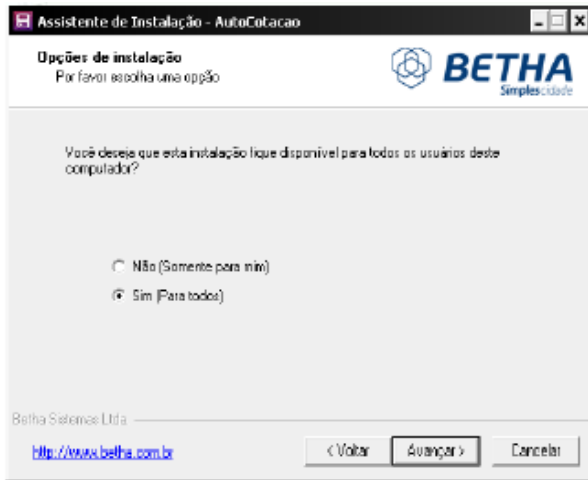 Assistente de Instalação - AutoCotacao
Opções de instalação
Por favor escolha uma opção
BETHA
Simplescidade
Você deseja que esta instalação fique disponível para todos os usuários deste
computador?
Não (Somente para mim)
Sim (Para todos)
Betha Sistemas Ltda
http://www.betha.com.br
< Voltar
Avançar >
Cancelar